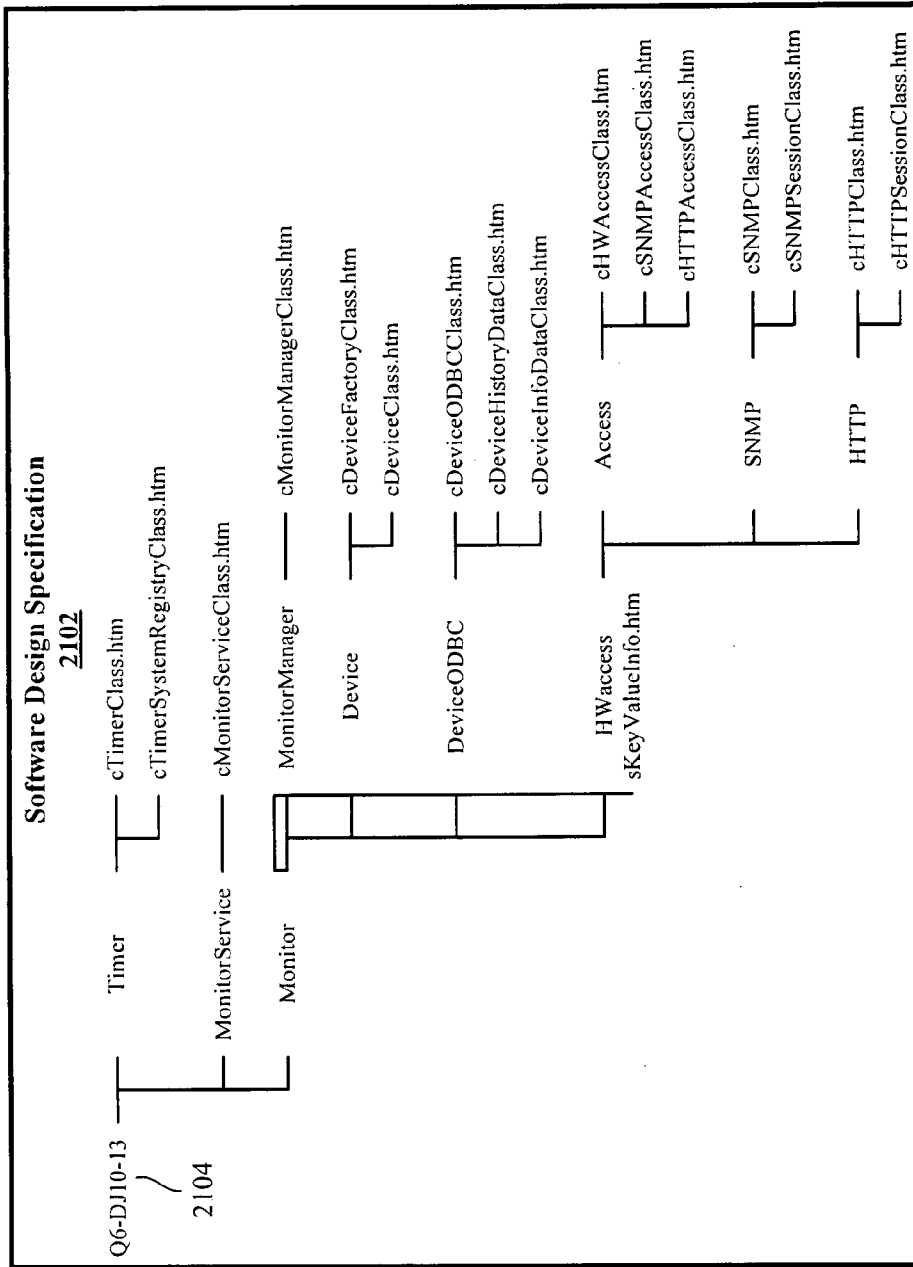 Software Design Specification
2102
Q6-DJ10-13
2104
Timer
cTimerClass.htm
cTimerSystemRegistryClass.htm
MonitorService
cMonitorServiceClass.htm
Monitor
MonitorManager
cMonitorManagerClass.htm
Device
cDeviceFactoryClass.htm
cDeviceClass.htm
DeviceODBC
cDeviceODBCClass.htm
cDeviceHistoryDataClass.htm
cDeviceInfoDataClass.htm
HWaccess
sKeyValueInfo.htm
Access
cHWAccessClass.htm
cSNMPAccessClass.htm
cHTTPAccessClass.htm
SNMP
cSNMPClass.htm
cSNMPSessionClass.htm
HTTP
cHTTPClass.htm
cHTTPSessionClass.htm